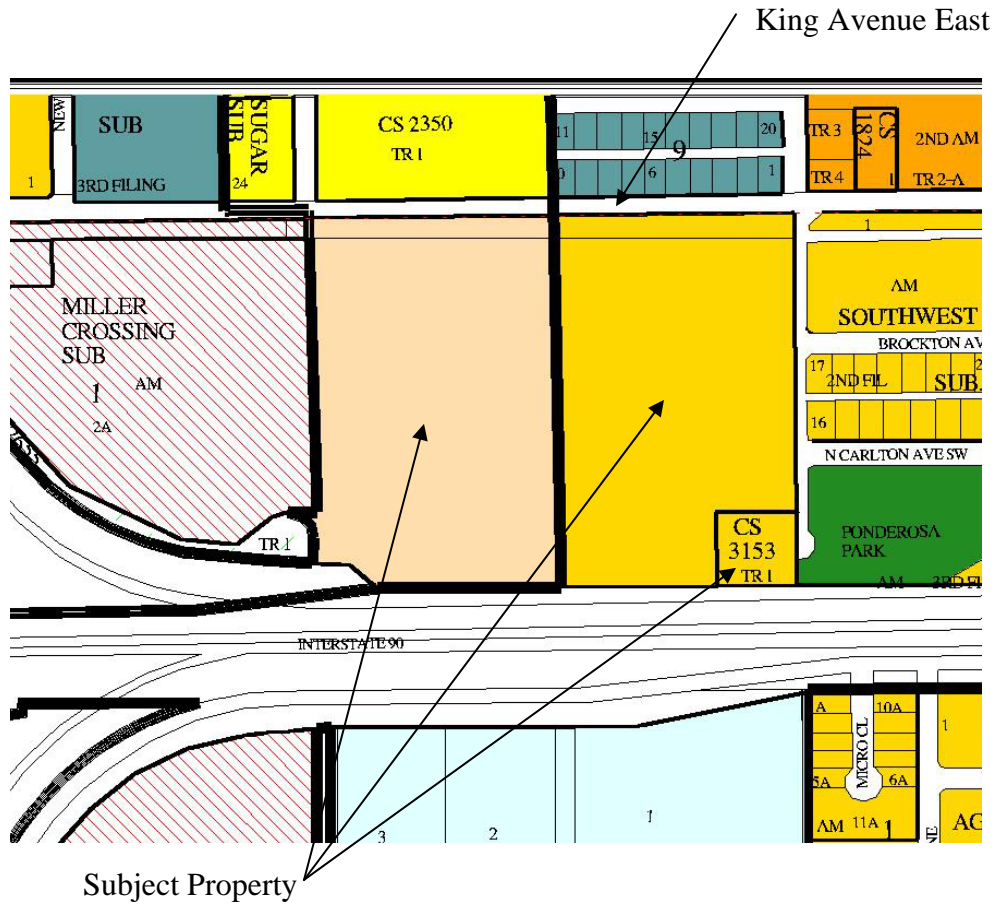 King Avenue East
NEW
SUB
3RD FILING
1
SUGAR
SUB
24
CS 2350
TR 1
11
15
20
9
0
6
1
TR 3
TR 4
CS
1824
1
2ND AM
TR 2-A
1
1
AM
SOUTHWEST
BROCKTON AV
17
2ND FIL
2
SUB.
16
N CARLTON AVE SW
MILLER
CROSSING
SUB
1
AM
2A
TR 1
CS
3153
TR 1
PONDEROSA
PARK
AM
3RD FI
INTERSTATE 90
3
2
1
A
10A
5A
6A
MICRO CL
AM
11A
1
1
NE
AG
Subject Property